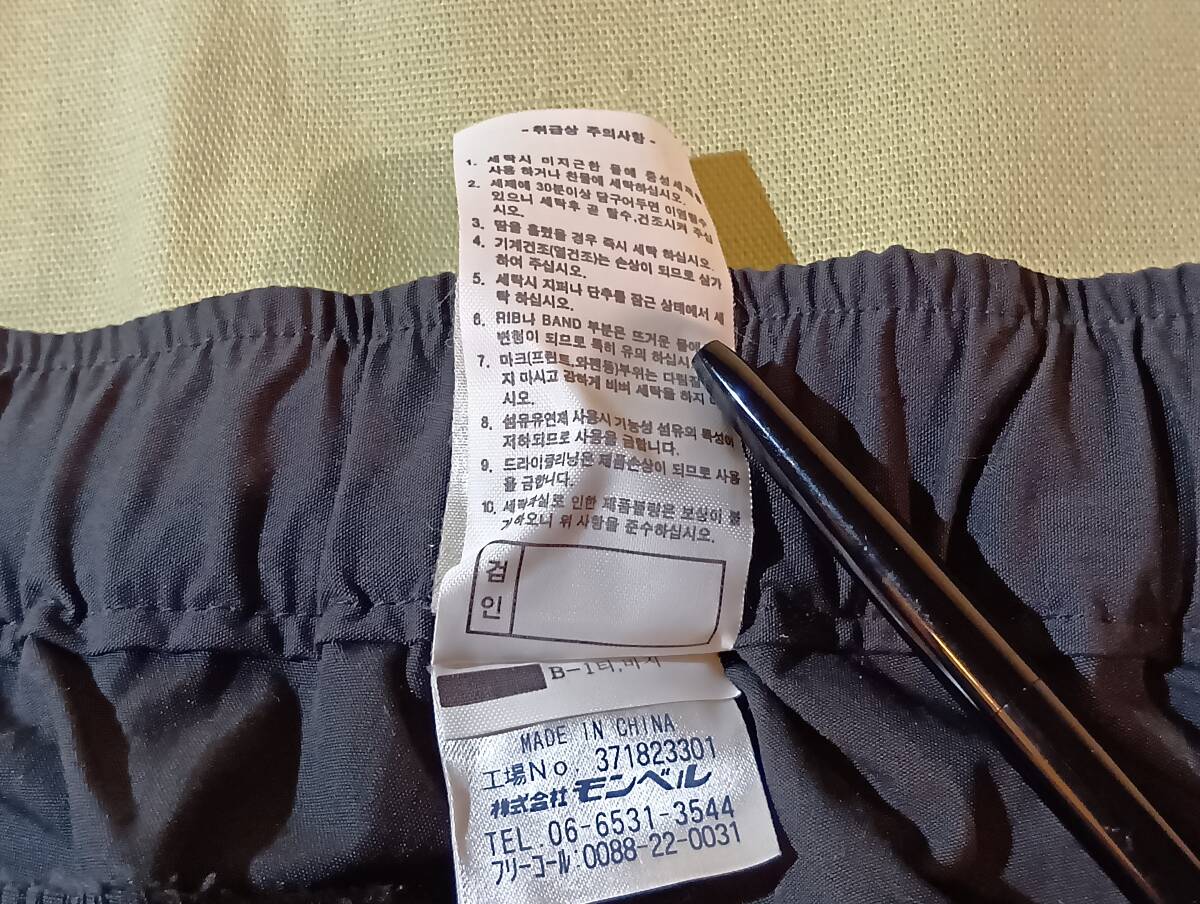 - 취급상 주의사항 -
1. 세탁시 미지근한 물에 중성세제를
사용 하거나 찬물에 세탁하십시오.
2. 세제에 30분이상 담구어두면 이염될수
있으니 세탁후 곧 탈수.건조시켜 주십
시오.
3. 땀을 흘렸을 경우 즉시 세탁 하십시오.
4. 기계건조(열건조)는 손상이 되므로 삼가
하여 주십시오.
5. 세탁시 지퍼나 단추를 잠근 상태에서 세
탁 하십시오.
6. RIB나 BAND 부분은 뜨거운 물에
변형이 되므로 특히 유의 하십시
7. 마크(프린트.와펜등)부위는
지 마시고 강하게 비벼 세탁을 하지
시오.
8. 섬유유연제 사용시 기능성 섬유의 특성이
저하되므로 사용을 금합니다.
9. 드라이클리닝은 제품손상이 되므로 사용
을 금합니다.
10. 인한 제품불량은 보상이 불
위 사항을 준수하십시오.
검
인
MADE IN CHINA
工場No. 371823301
株式会社 モンベル
TEL.06-6531-3544
フリーコール.0088-22-0031